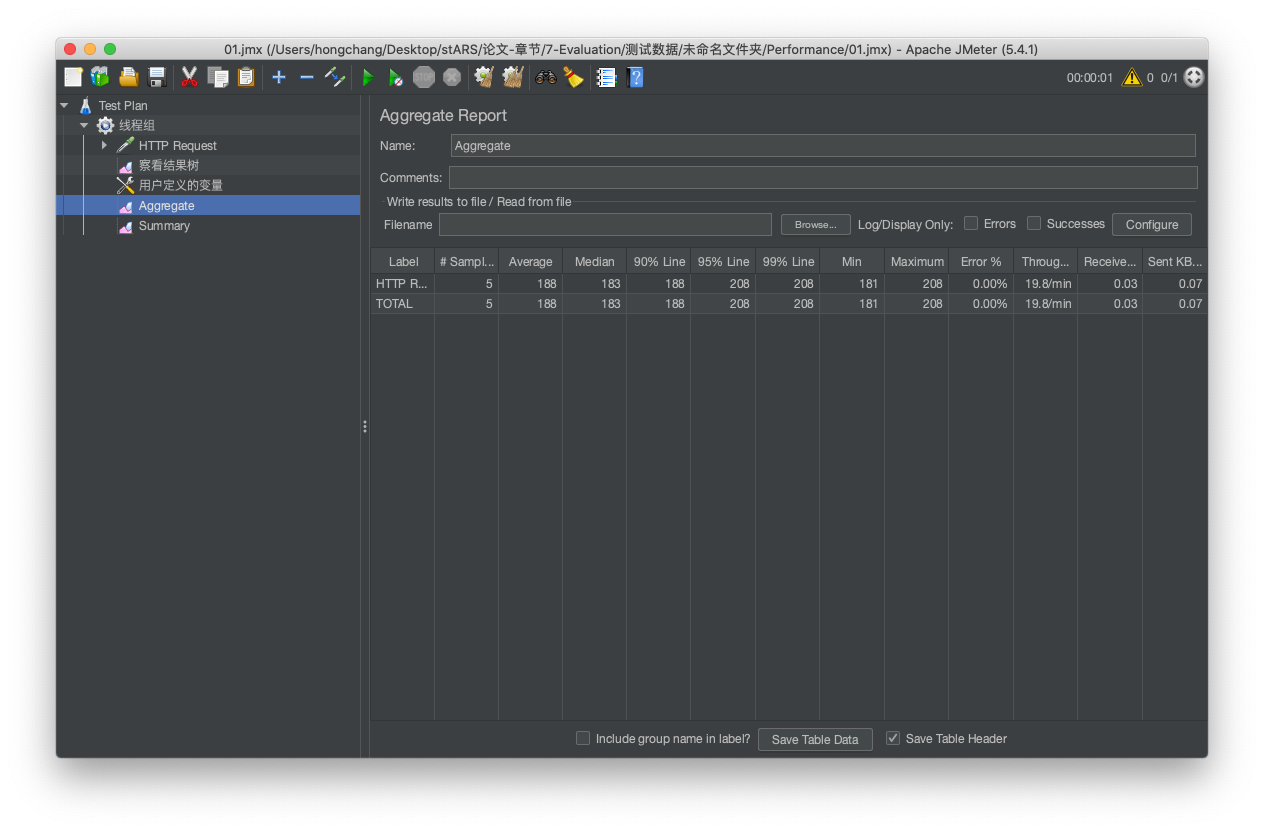 01.jmx (/Users/hongchang/Desktop/stARS/论文-章节/7-Evaluation/测试数据/未命名文件夹/Performance/01.jmx) - Apache JMeter (5.4.1)
STOP ? 00:00:01 0 0/1
Test Plan
线程组
HTTP Request
察看结果树
用户定义的变量
Aggregate
Summary
Aggregate Report
Name: Aggregate
Comments:
Write results to file / Read from file
Filename Browse... Log/Display Only: Errors Successes Configure
Label # Sampl... Average Median 90% Line 95% Line 99% Line Min Maximum Error % Throug... Receive... Sent KB...
HTTP R... 5 188 183 188 208 208 181 208 0.00% 19.8/min 0.03 0.07
TOTAL 5 188 183 188 208 208 181 208 0.00% 19.8/min 0.03 0.07
Include group name in label? Save Table Data Save Table Header